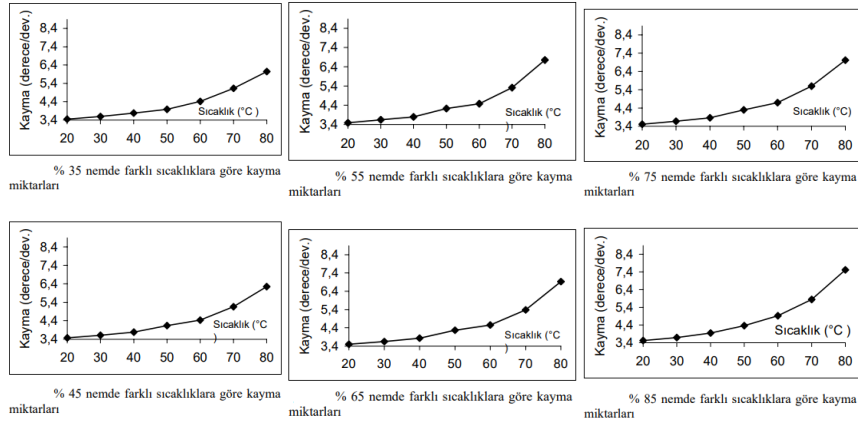 Kayma (derece/dev.)
8,4
7,4
6,4
5,4
4,4
3,4
Sıcaklık (°C )
20 30 40 50 60 70 80
% 35 nemde farklı sıcaklıklara göre kayma
miktarları
Kayma (derece/dev.)
8,4
7,4
6,4
5,4
4,4
3,4
Sıcaklık (°C
)
20 30 40 50 60 70 80
% 55 nemde farklı sıcaklıklara göre kayma
miktarları
Kayma (derece/dev.)
8,4
7,4
6,4
5,4
4,4
3,4
Sıcaklık (°C)
20 30 40 50 60 70 80
% 75 nemde farklı sıcaklıklara göre kayma
miktarları
Kayma (derece/dev.)
8,4
7,4
6,4
5,4
4,4
3,4
Sıcaklık (°C
)
20 30 40 50 60 70 80
% 45 nemde farklı sıcaklıklara göre kayma
miktarları
Kayma (derece/dev.)
8,4
7,4
6,4
5,4
4,4
3,4
Sıcaklık (°C
)
20 30 40 50 60 70 80
% 65 nemde farklı sıcaklıklara göre kayma
miktarları
Kayma (derece/dev.)
8,4
7,4
6,4
5,4
4,4
3,4
Sıcaklık (°C )
20 30 40 50 60 70 80
% 85 nemde farklı sıcaklıklara göre kayma
miktarları